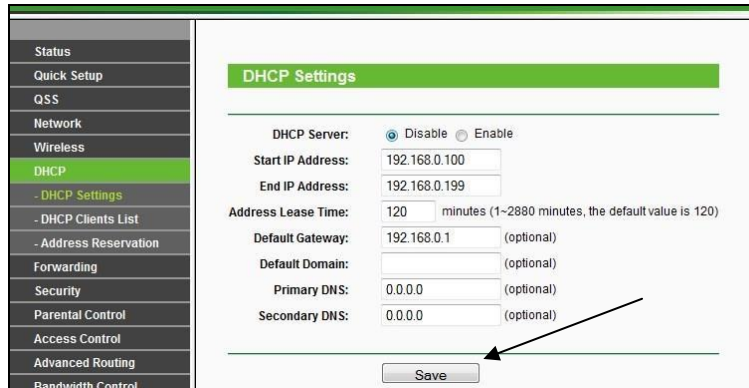 Status
Quick Setup
QSS
Network
Wireless
DHCP
- DHCP Settings
- DHCP Clients List
- Address Reservation
Forwarding
Security
Parental Control
Access Control
Advanced Routing
Bandwidth Control
DHCP Settings
DHCP Server: Disable Enable
Start IP Address: 192.168.0.100
End IP Address: 192.168.0.199
Address Lease Time: 120 minutes (1~2880 minutes, the default value is 120)
Default Gateway: 192.168.0.1 (optional)
Default Domain: (optional)
Primary DNS: 0.0.0.0 (optional)
Secondary DNS: 0.0.0.0 (optional)
Save